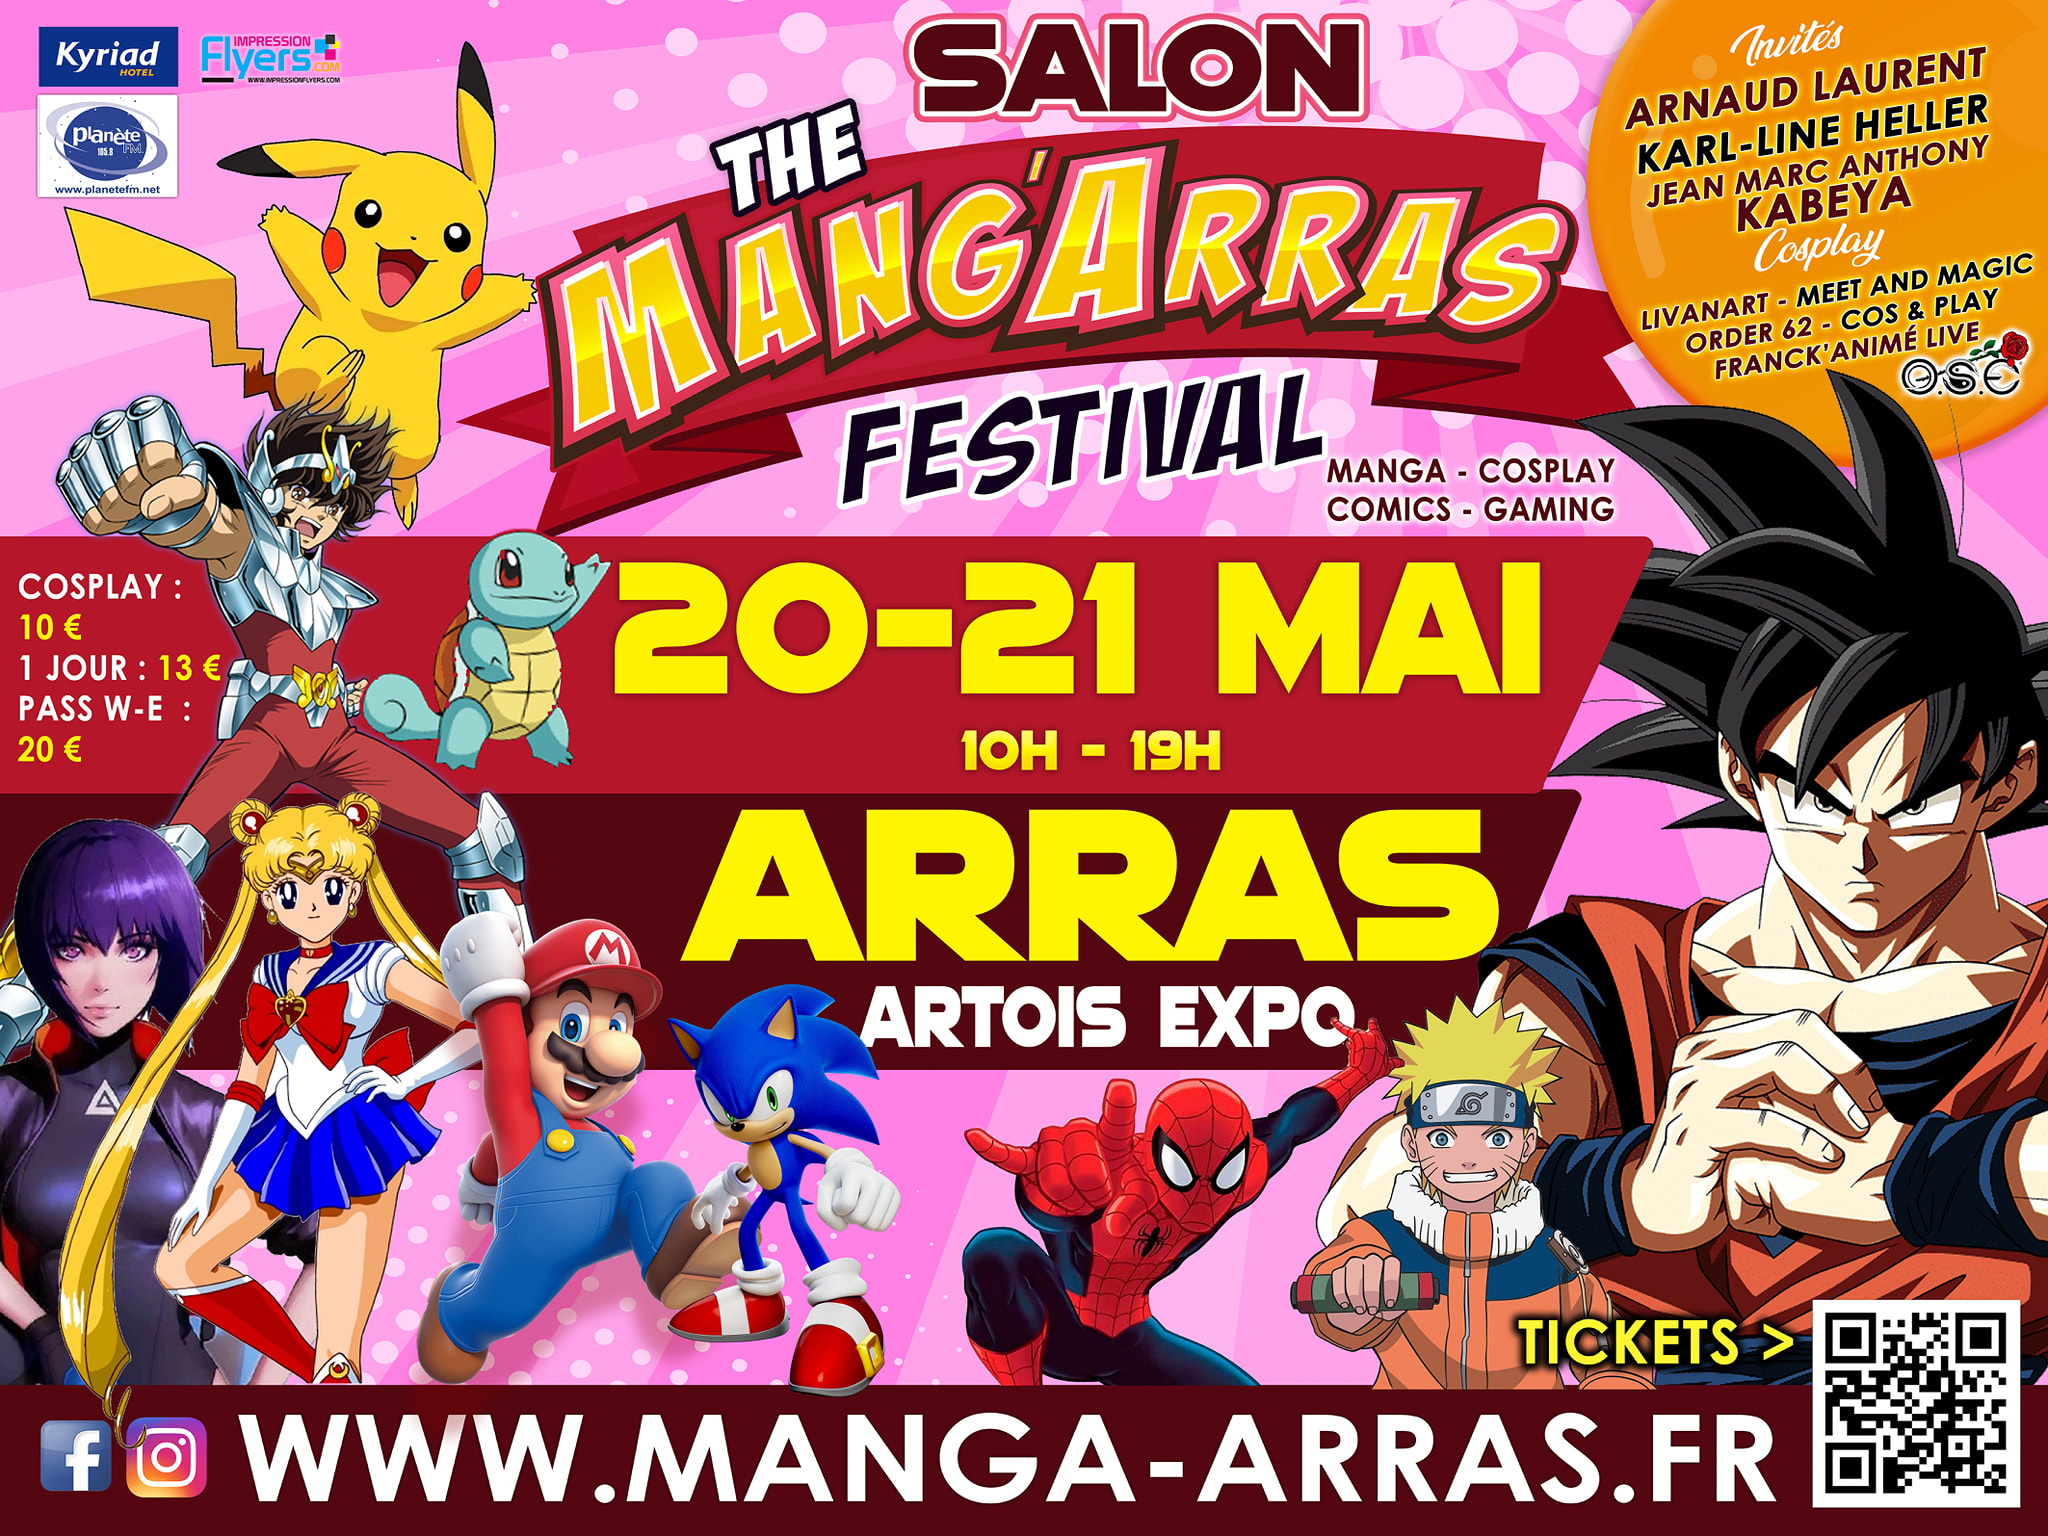 Kyriad
HOTEL
IMPRESSION
Flyers.COM
WWW.IMPRESSIONFLYERS.COM
planète
105.8 FM.
www.planetefm.net
SALON
THE
MANG'ARRAS
FESTIVAL
MANGA - COSPLAY
COMICS - GAMING
Invités
ARNAUD LAURENT
KARL-LINE HELLER
JEAN MARC ANTHONY
KABEYA
Cosplay
LIVANART - MEET AND MAGIC
ORDER 62 - COS & PLAY
FRANCK'ANIMÉ LIVE
O.S.E
COSPLAY :
10 €
1 JOUR : 13 €
PASS W-E :
20 €
20-21 MAI
10H - 19H
ARRAS
ARTOIS EXPO
M
TICKETS >
f
WWW.MANGA-ARRAS.FR